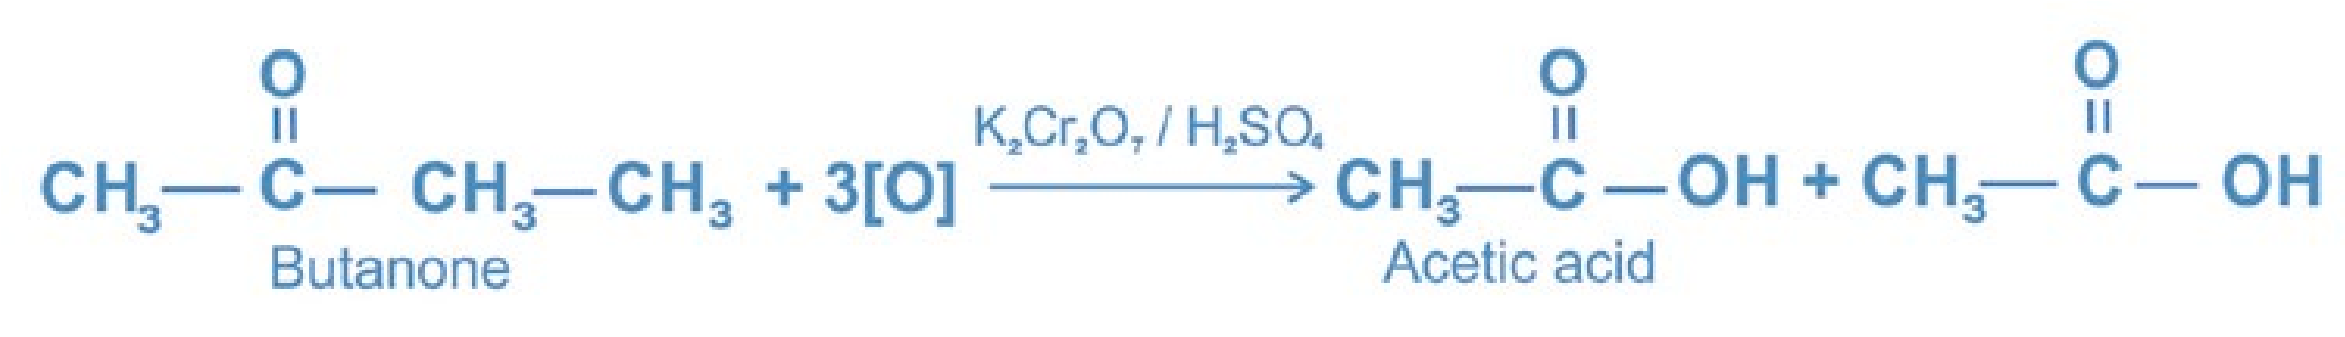 O O O
|| || ||
CH₃—C—CH₃—CH₃ + 3[O] K₂Cr₂O₇ / H₂SO₄ → CH₃—C—OH + CH₃—C—OH
Butanone Acetic acid